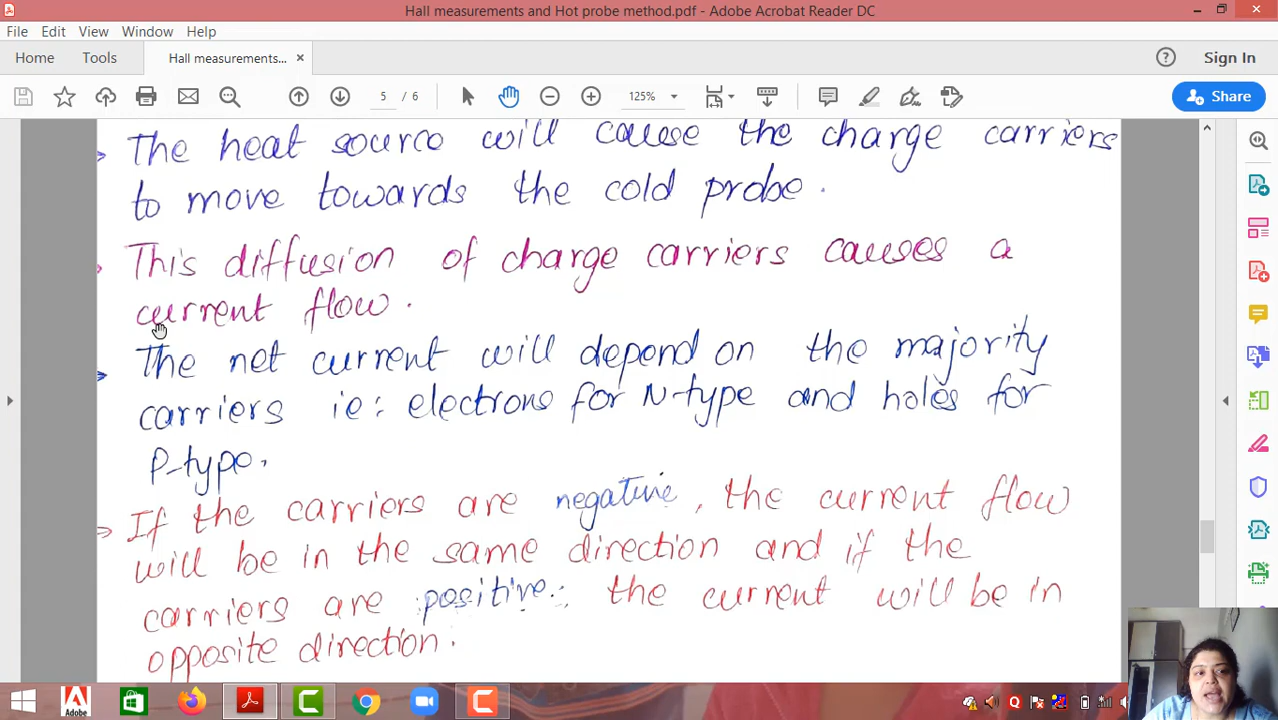 Hall measurements and Hot probe method.pdf - Adobe Acrobat Reader DC
File Edit View Window Help
Home Tools Hall measurements... × Sign In
5 / 6 125% Share
The heat source will cause the charge carriers
to move towards the cold probe.
This diffusion of charge carriers causes a
current flow.
The net current will depend on the majority
carriers ie: electrons for N-type and holes for
P-type.
If the carriers are negative, the current flow
will be in the same direction and if the
carriers are positive: the current will be in
opposite direction.
Adobe